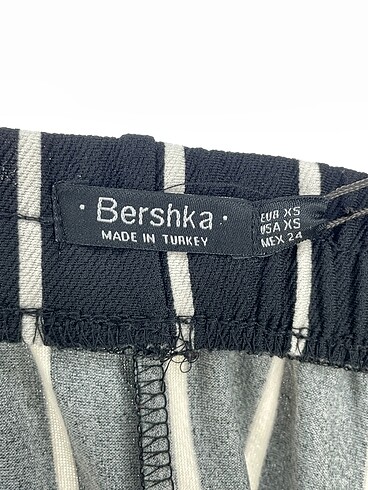 · Bershka ·
MADE IN TURKEY
EUR XS
USA XS
MEX 24